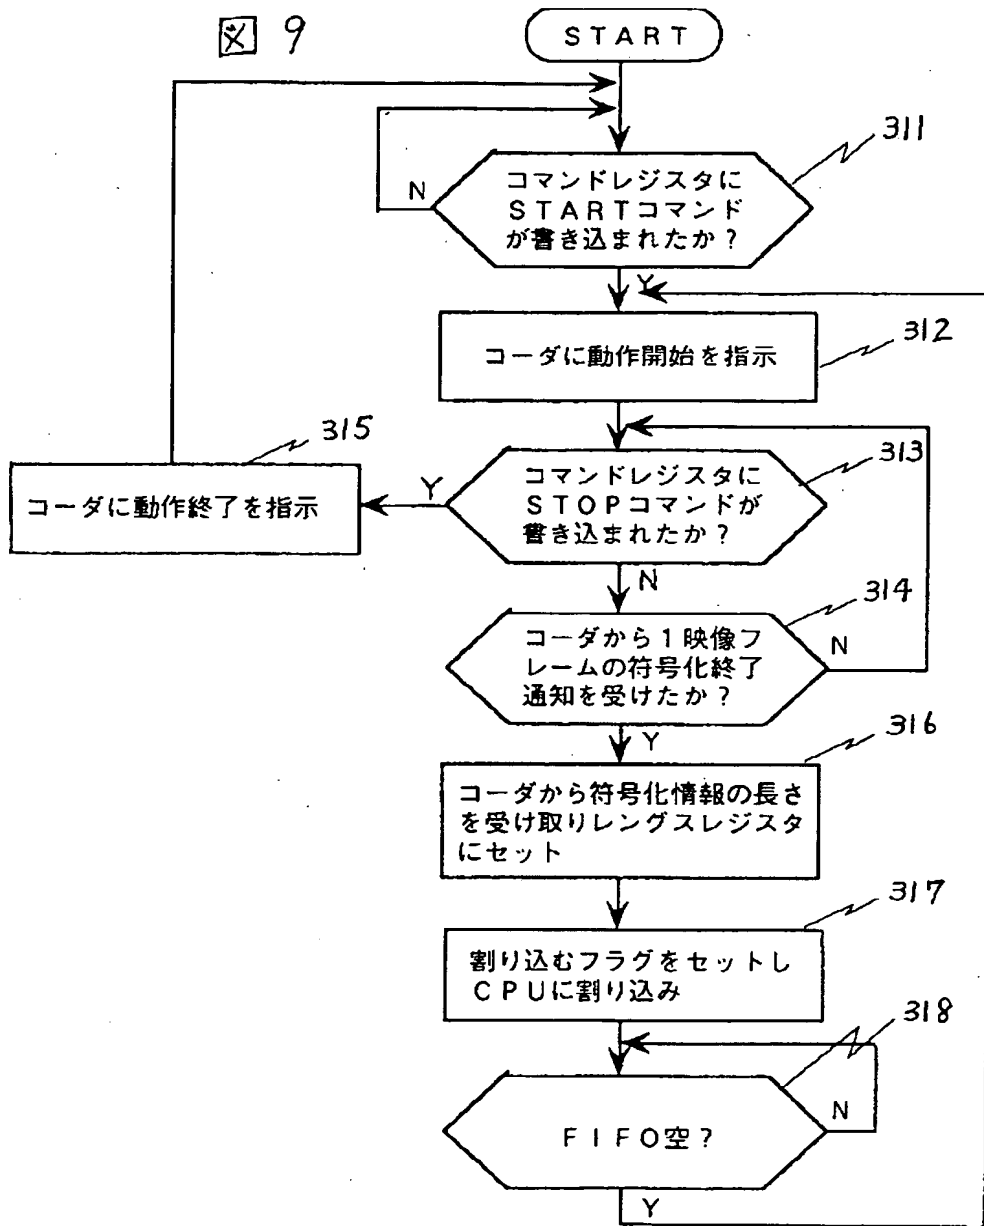 図 9
START
311
コマンドレジスタに
STARTコマンド
が書き込まれたか？
N
Y
312
コーダに動作開始を指示
315
コーダに動作終了を指示
313
コマンドレジスタに
STOPコマンドが
書き込まれたか？
Y
N
314
コーダから１映像フ
レームの符号化終了
通知を受けたか？
N
Y
316
コーダから符号化情報の長さ
を受け取りレングスレジスタ
にセット
317
割り込むフラグをセットし
CPUに割り込み
318
FIFO空？
N
Y